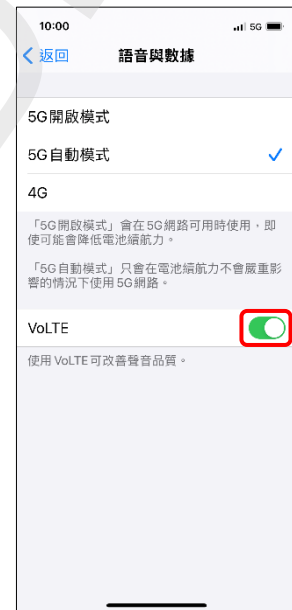 10:00 5G
返回 語音與數據
5G開啟模式
5G自動模式
4G
「5G開啟模式」會在5G網路可用時使用，即
使可能會降低電池續航力。
「5G自動模式」只會在電池續航力不會嚴重影
響的情況下使用5G網路。
VoLTE
使用 VoLTE 可改善聲音品質。